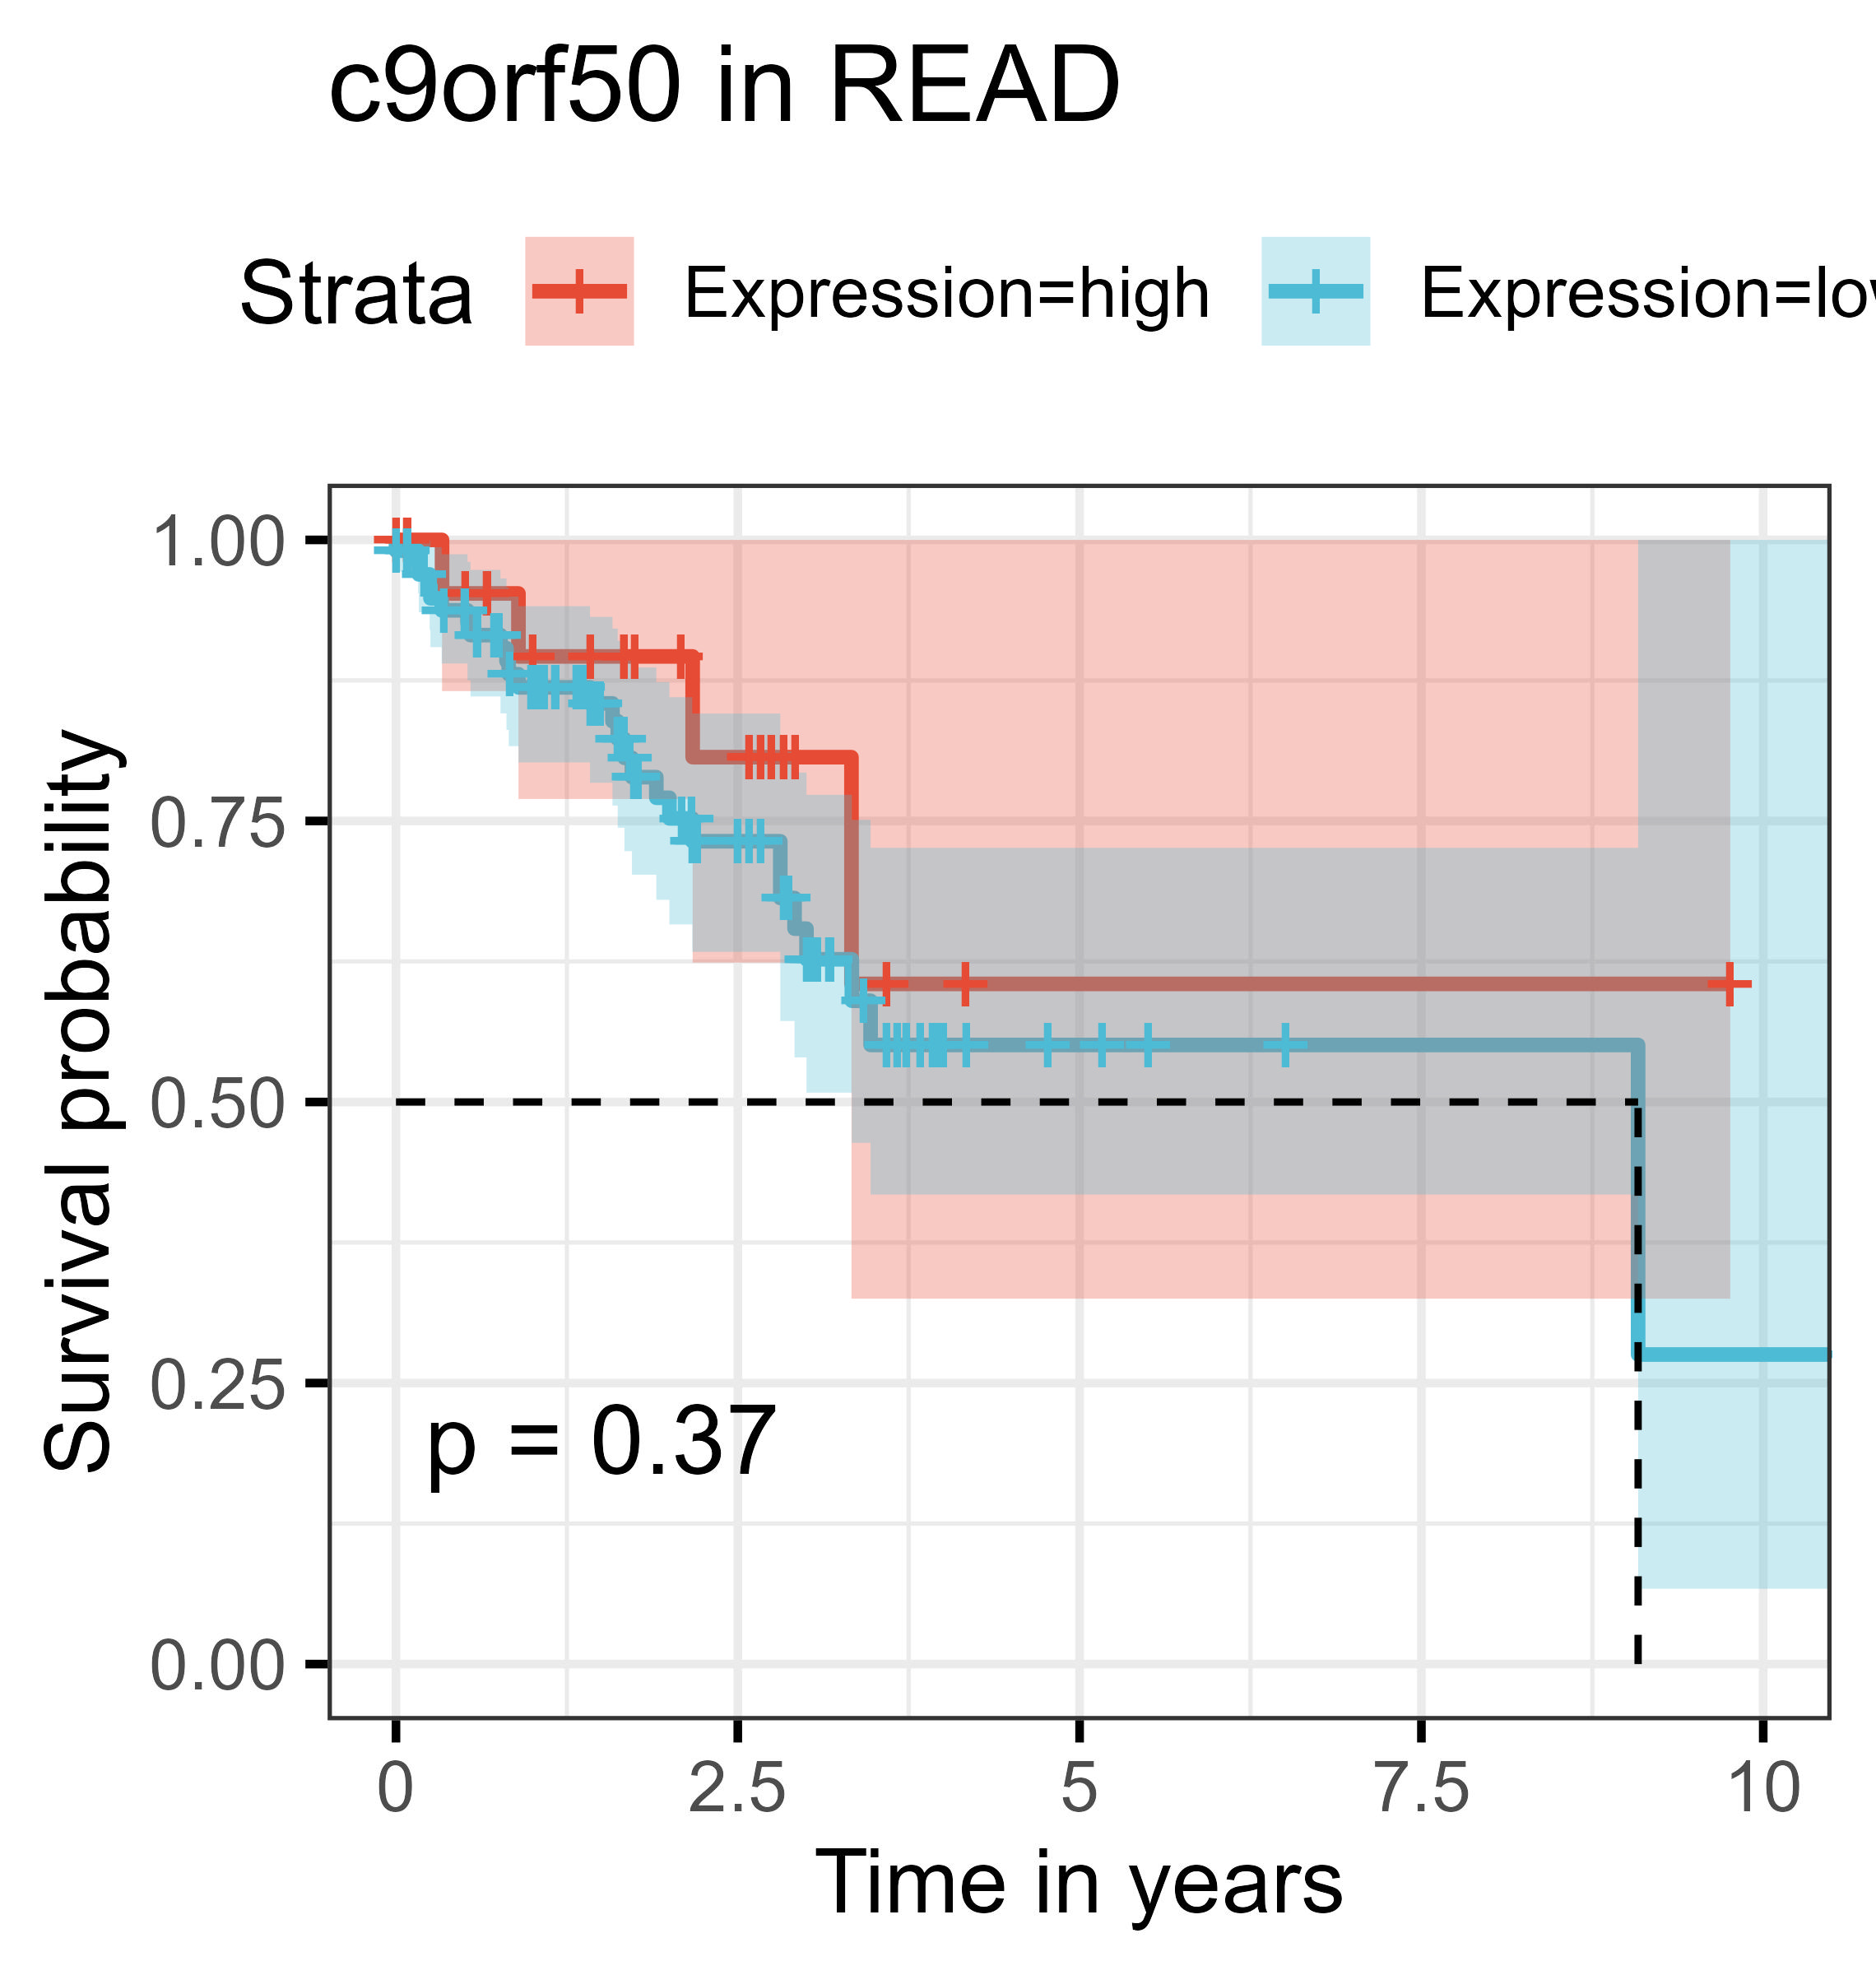 c9orf50 in READ
Strata Expression=high Expression=lov
Survival probability
1.00
0.75
0.50
0.25
0.00
p = 0.37
0 2.5 5 7.5 10
Time in years